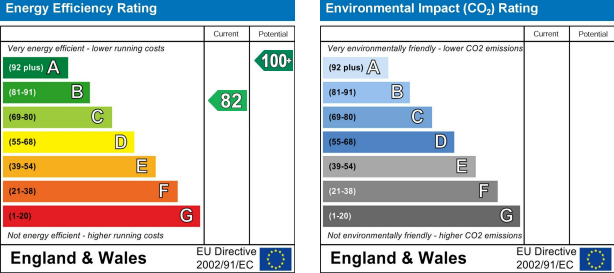 Energy Efficiency Rating
Current
Potential
Very energy efficient - lower running costs
(92 plus) A
(81-91) B
(69-80) C
(55-68) D
(39-54) E
(21-38) F
(1-20) G
82
100+
Not energy efficient - higher running costs
England & Wales
EU Directive
2002/91/EC
Environmental Impact (CO2) Rating
Current
Potential
Very environmentally friendly - lower CO2 emissions
(92 plus) A
(81-91) B
(69-80) C
(55-68) D
(39-54) E
(21-38) F
(1-20) G
Not environmentally friendly - higher CO2 emissions
England & Wales
EU Directive
2002/91/EC